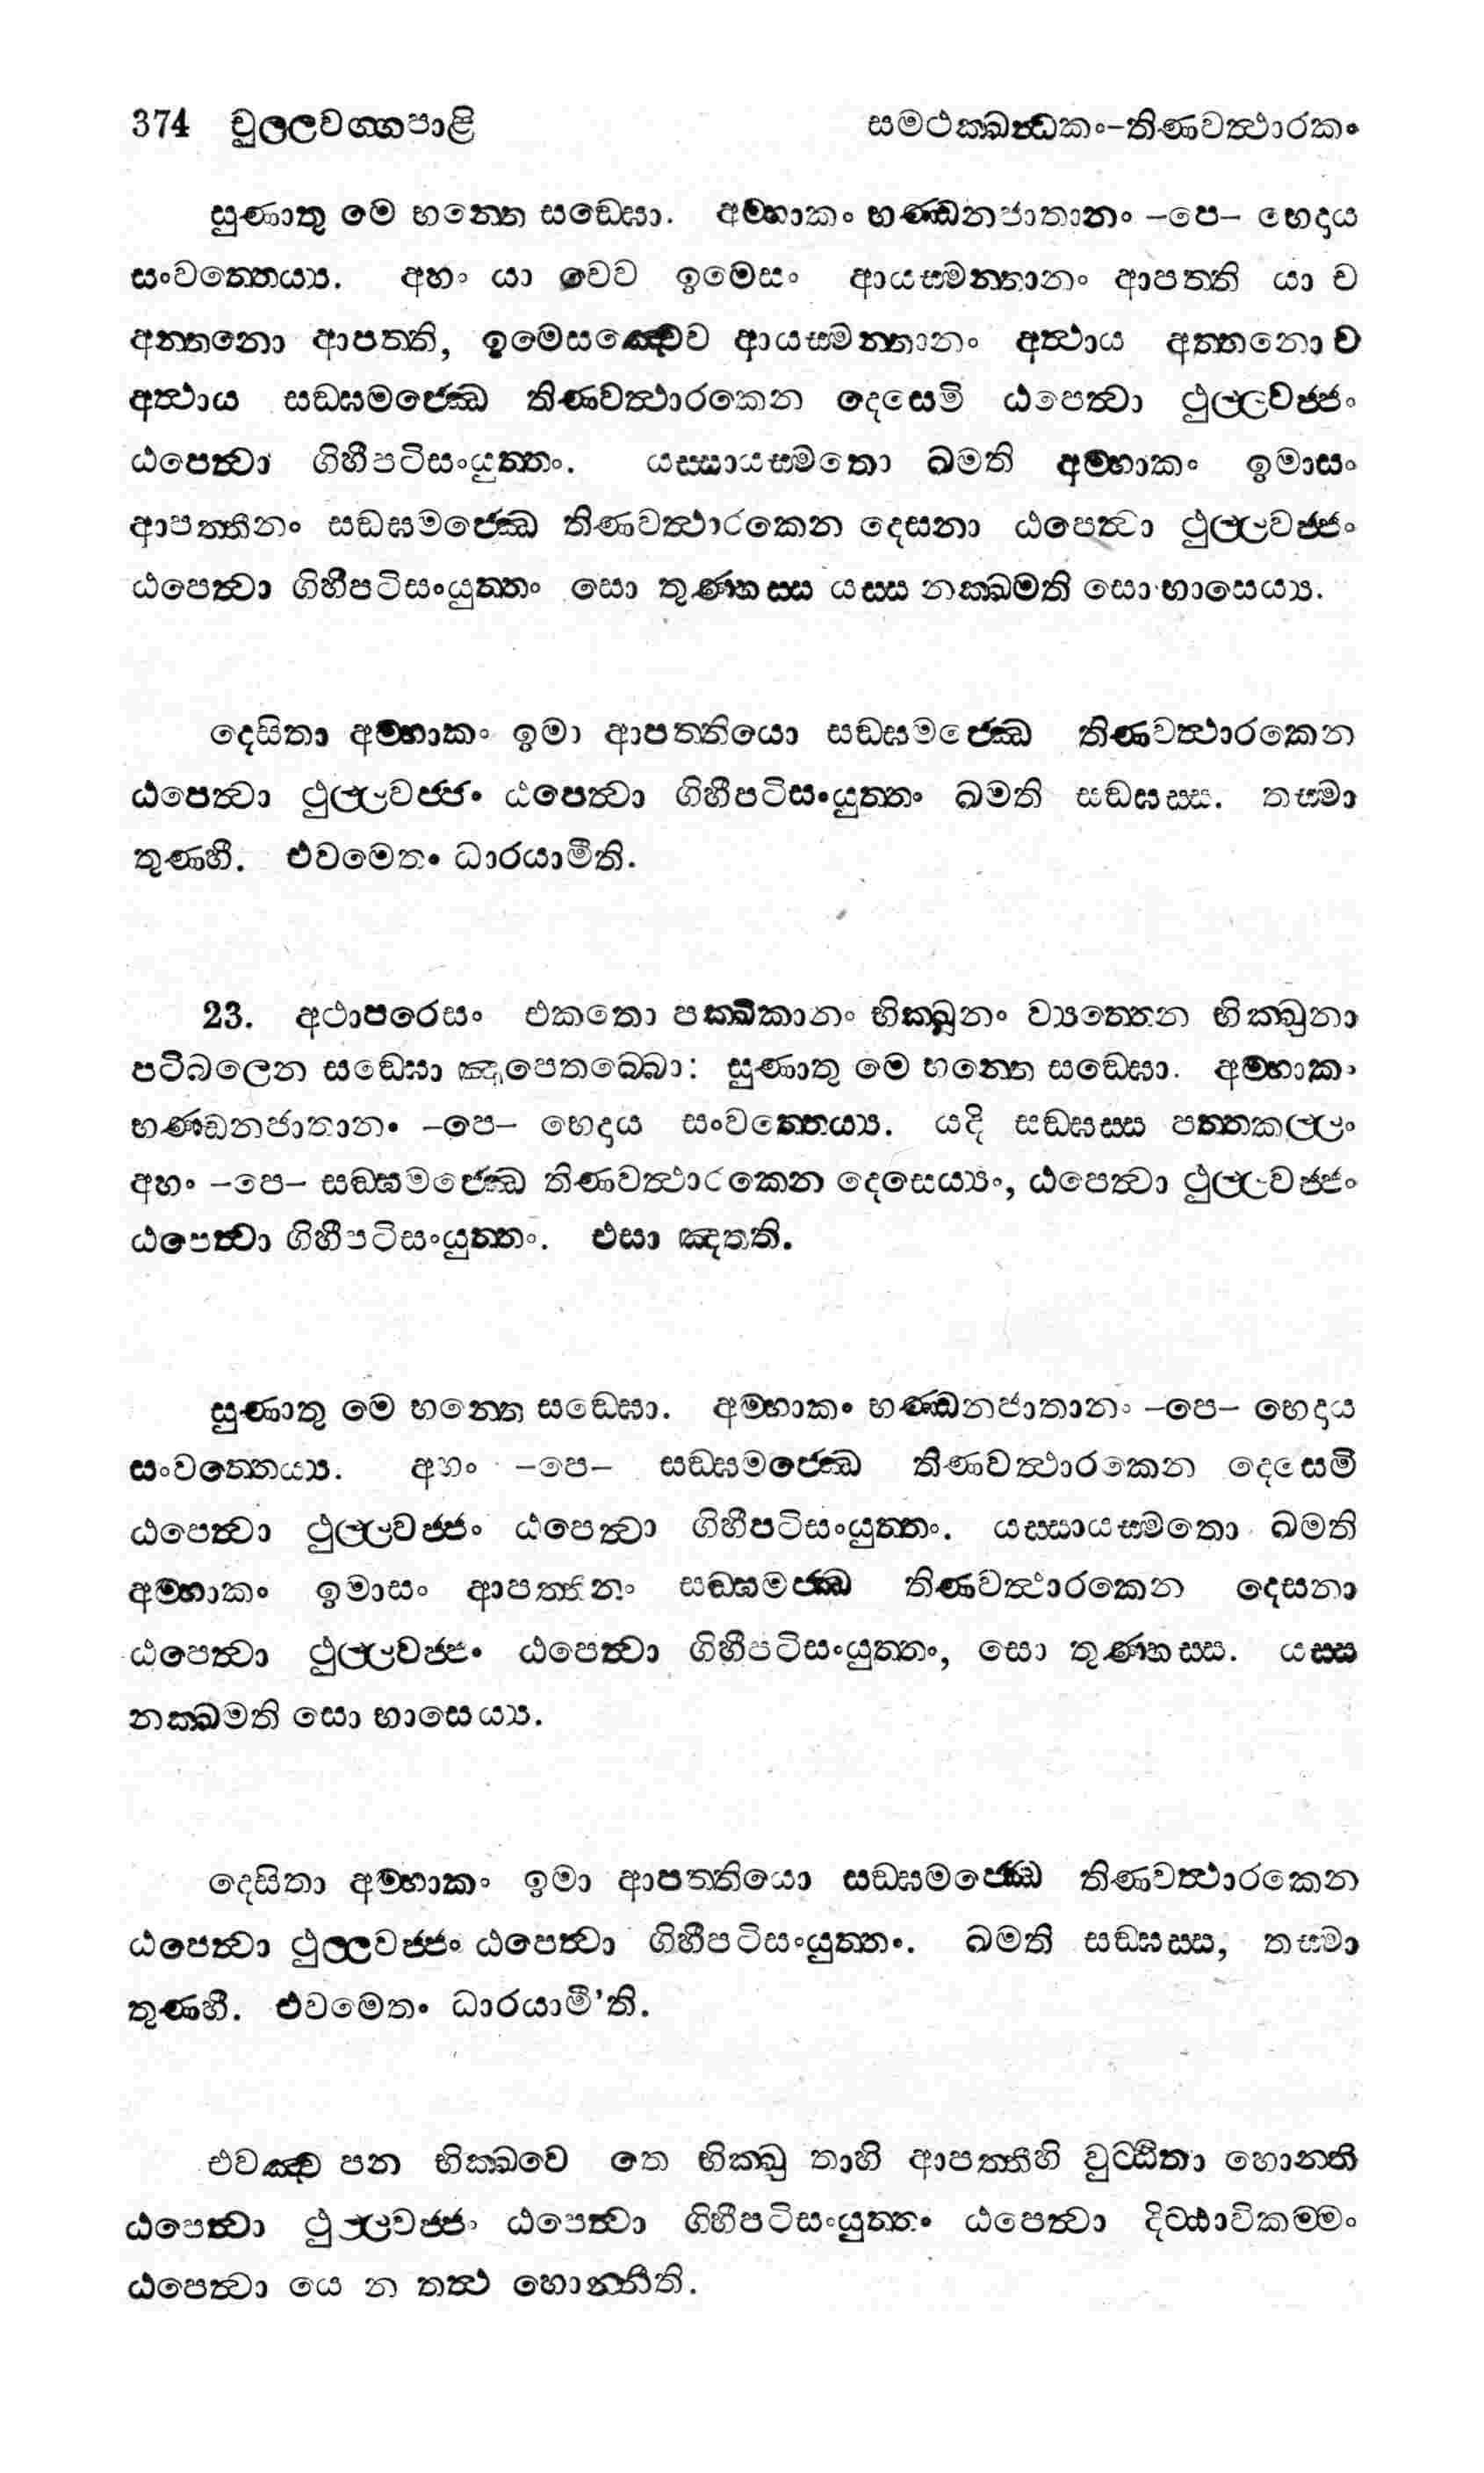 374 චුල්ලවග්ගපාළි සමථක්ඛන්ධකං-තිණවත්ථාරකං
සුණාතු මෙ භන්තෙ සඞ්ඝො. අම්හාකං භණ්ඩනජාතානං –පෙ– භෙදාය
සංවත්තෙය්‍ය. අහං යා චෙව ඉමෙසං ආයස්මන්තානං ආපත්ති යා ච
අත්තනො ආපත්ති, ඉමෙසඤ්චෙව ආයස්මන්තානං අත්ථාය අත්තනො ච
අත්ථාය සඞ්ඝමජ්ඣෙ තිණවත්ථාරකෙන දෙසෙමි ඨපෙත්වා ථුල්ලවජ්ජං
ඨපෙත්වා ගිහීපටිසංයුත්තං. යස්සායස්මතො ඛමති අම්හාකං ඉමාසං
ආපත්තීනං සඞ්ඝමජ්ඣෙ තිණවත්ථාරකෙන දෙසනා ඨපෙත්වා ථුල්ලවජ්ජං
ඨපෙත්වා ගිහීපටිසංයුත්තං සො තුණ්හස්ස යස්ස නක්ඛමති සො භාසෙය්‍ය.
දෙසිතා අම්හාකං ඉමා ආපත්තියො සඞ්ඝමජ්ඣෙ තිණවත්ථාරකෙන
ඨපෙත්වා ථුල්ලවජ්ජං ඨපෙත්වා ගිහීපටිසංයුත්තං ඛමති සඞ්ඝස්ස. තස්මා
තුණ්හී. එවමෙතං ධාරයාමීති.
23. අථාපරෙසං එකතො පක්ඛිකානං භික්ඛූනං ව්‍යත්තෙන භික්ඛුනා
පටිබලෙන සඞ්ඝො ඤාපෙතබ්බො: සුණාතු මෙ භන්තෙ සඞ්ඝො. අම්හාකං
භණ්ඩනජාතානං –පෙ– භෙදාය සංවත්තෙය්‍ය. යදි සඞ්ඝස්ස පත්තකල්ලං
අහං –පෙ– සඞ්ඝමජ්ඣෙ තිණවත්ථාරකෙන දෙසෙය්‍යං, ඨපෙත්වා ථුල්ලවජ්ජං
ඨපෙත්වා ගිහීපටිසංයුත්තං. එසා ඤත්ති.
සුණාතු මෙ භන්තෙ සඞ්ඝො. අම්හාකං භණ්ඩනජාතානං –පෙ– භෙදාය
සංවත්තෙය්‍ය. අහං –පෙ– සඞ්ඝමජ්ඣෙ තිණවත්ථාරකෙන දෙසෙමි
ඨපෙත්වා ථුල්ලවජ්ජං ඨපෙත්වා ගිහීපටිසංයුත්තං. යස්සායස්මතො ඛමති
අම්හාකං ඉමාසං ආපත්තීනං සඞ්ඝමජ්ඣෙ තිණවත්ථාරකෙන දෙසනා
ඨපෙත්වා ථුල්ලවජ්ජං ඨපෙත්වා ගිහීපටිසංයුත්තං, සො තුණ්හස්ස. යස්ස
නක්ඛමති සො භාසෙය්‍ය.
දෙසිතා අම්හාකං ඉමා ආපත්තියො සඞ්ඝමජ්ඣෙ තිණවත්ථාරකෙන
ඨපෙත්වා ථුල්ලවජ්ජං ඨපෙත්වා ගිහීපටිසංයුත්තං. ඛමති සඞ්ඝස්ස, තස්මා
තුණ්හී. එවමෙතං ධාරයාමී’ති.
එවඤ්ච පන භික්ඛවෙ තෙ භික්ඛු තාහි ආපත්තීහි වුට්ඨිතා හොන්ති
ඨපෙත්වා ථුල්ලවජ්ජං ඨපෙත්වා ගිහීපටිසංයුත්තං ඨපෙත්වා දිට්ඨාවිකම්මං
ඨපෙත්වා යෙ න තත්ථ හොන්තීති.